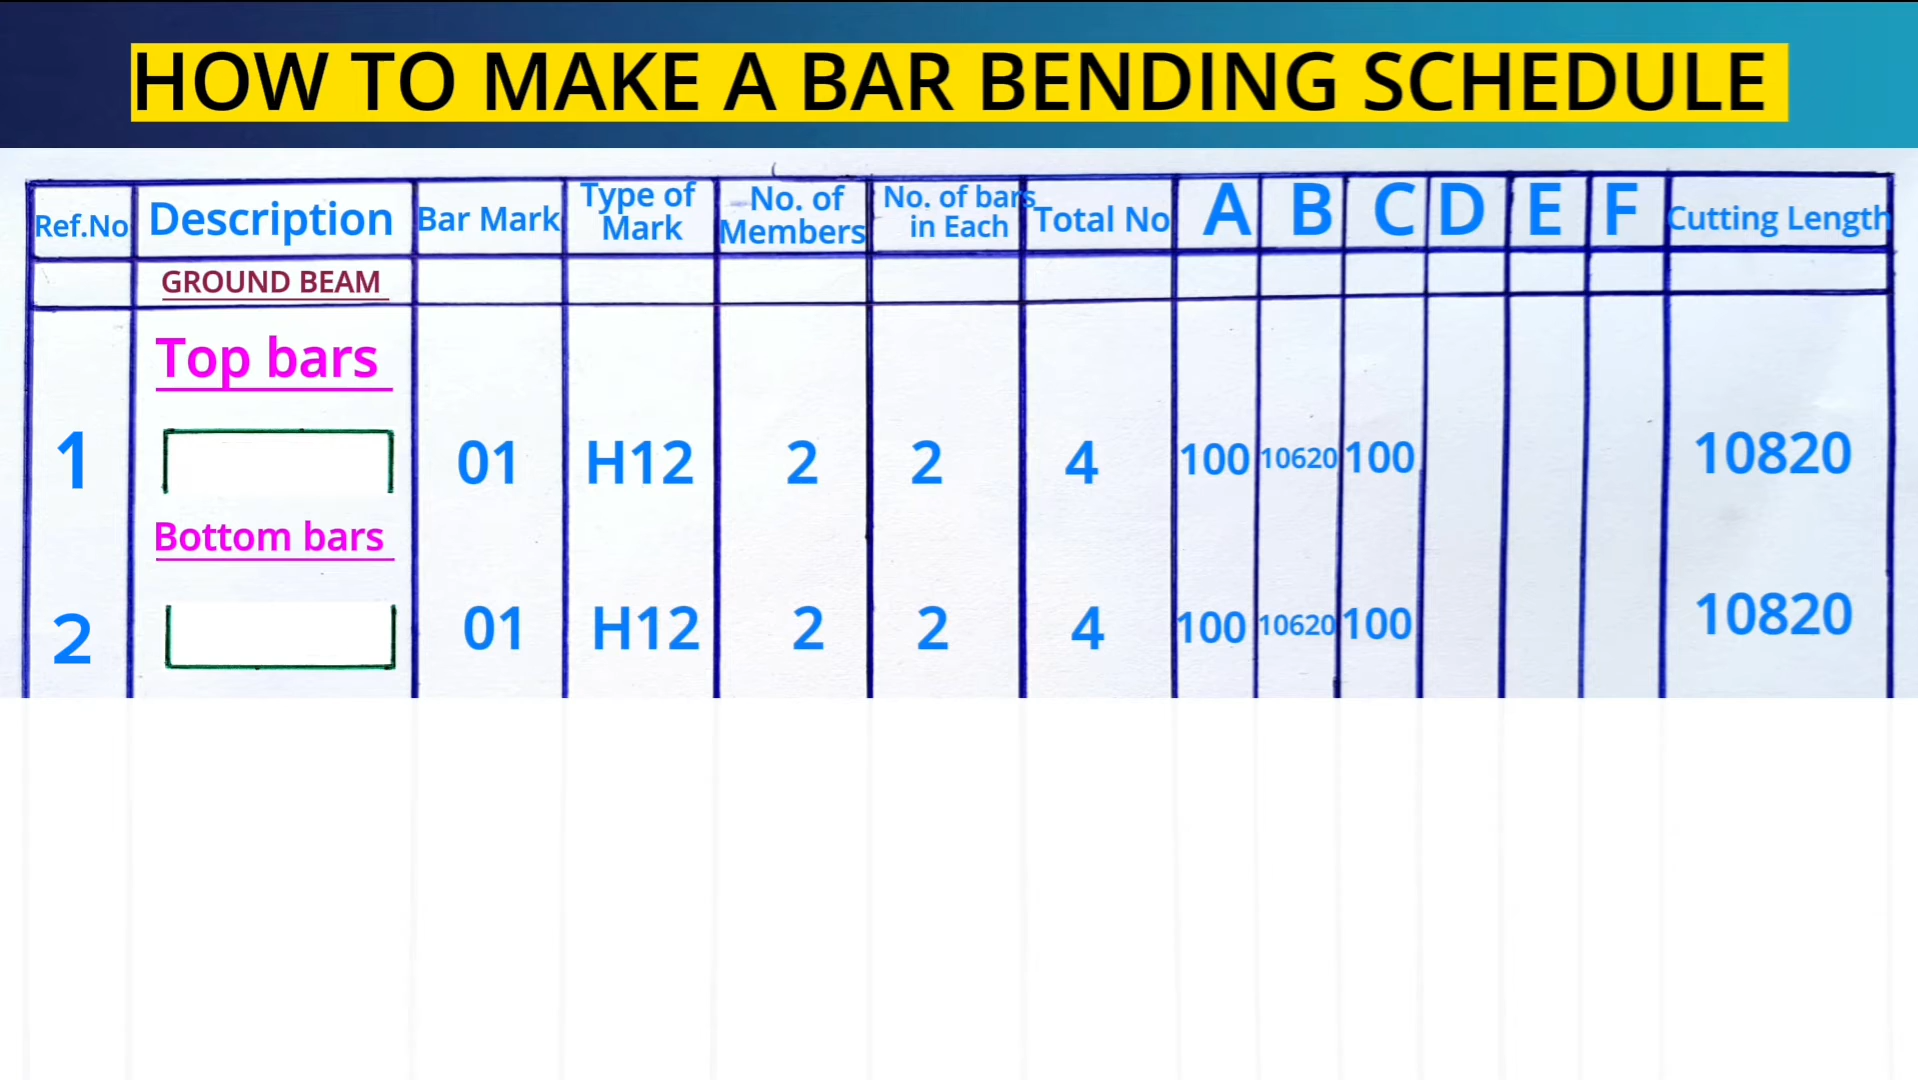 HOW TO MAKE A BAR BENDING SCHEDULE
Ref.No Description Bar Mark Type of Mark No. of Members No. of bars in Each Total No A B C D E F Cutting Length
GROUND BEAM
Top bars
1 01 H12 2 2 4 100 10620 100 10820
Bottom bars
2 01 H12 2 2 4 100 10620 100 10820